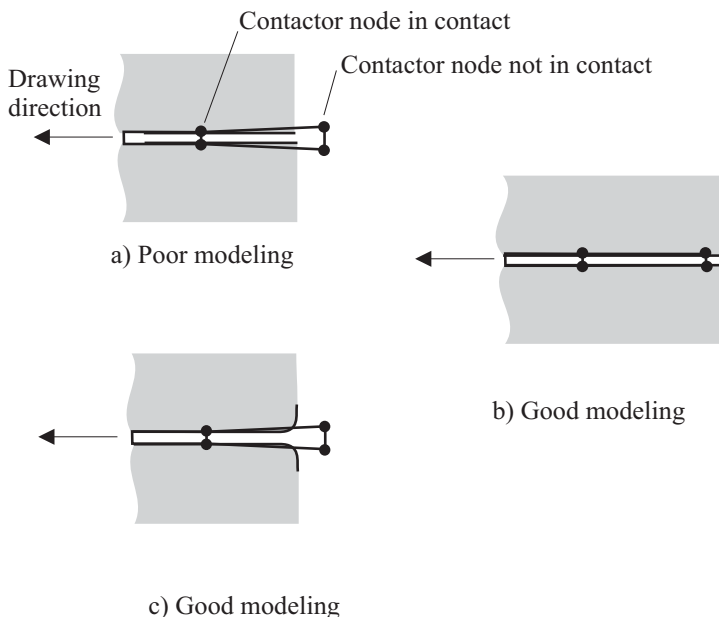 Contactor node in contact
Contactor node not in contact
Drawing
direction
a) Poor modeling
b) Good modeling
c) Good modeling